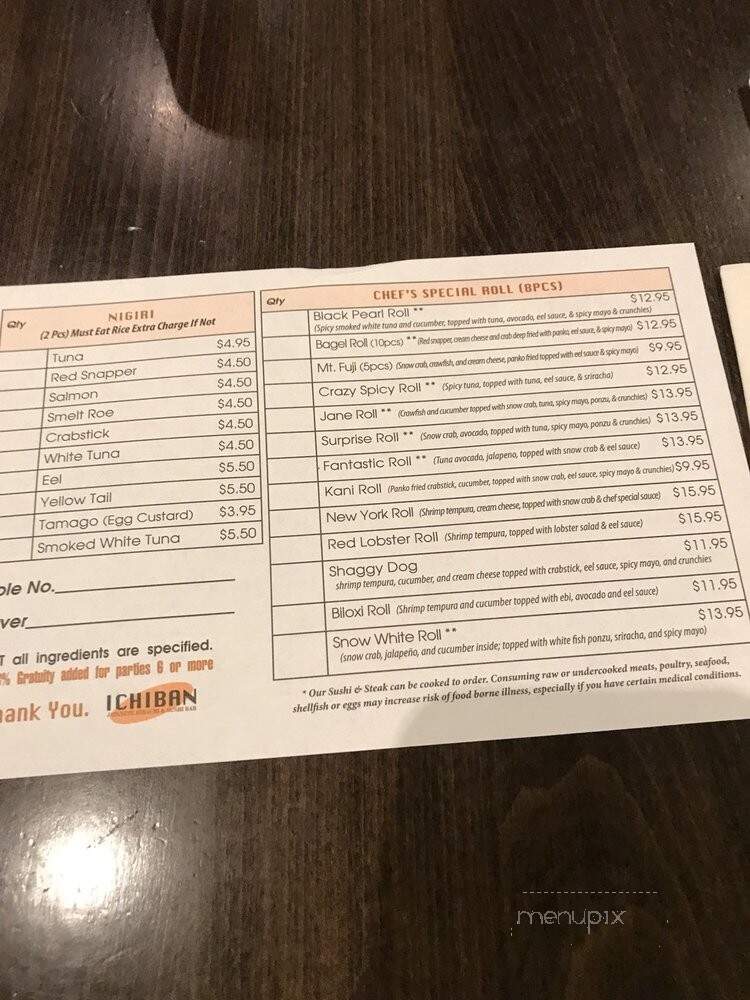 Qty
NIGIRI
(2 Pcs) Must Eat Rice Extra Charge If Not
Tuna $4.95
Red Snapper $4.50
Salmon $4.50
Smelt Roe $4.50
Crabstick $4.50
White Tuna $4.50
Eel $5.50
Yellow Tail $5.50
Tamago (Egg Custard) $3.95
Smoked White Tuna $5.50
ble No.
ver
T all ingredients are specified.
% Gratuity added for parties 6 or more
ank You. ICHIBAN
Qty
CHEF'S SPECIAL ROLL (8PCS)
Black Pearl Roll ** $12.95
(Spicy smoked white tuna and cucumber, topped with tuna, avocado, eel sauce, & spicy mayo & crunchies)
Bagel Roll (10pcs) ** (Red snapper, cream cheese and crab deep fried with panko, eel sauce, & spicy mayo) $12.95
Mt. Fuji (5pcs) (Snow crab, crawfish, and cream cheese, panko fried topped with eel sauce & spicy mayo) $9.95
Crazy Spicy Roll ** (Spicy tuna, topped with tuna, eel sauce, & sriracha) $12.95
Jane Roll ** (Crawfish and cucumber topped with snow crab, tuna, spicy mayo, ponzu, & crunchies) $13.95
Surprise Roll ** (Snow crab, avocado, topped with tuna, spicy mayo, ponzu & crunchies) $13.95
Fantastic Roll ** (Tuna avocado, jalapeno, topped with snow crab & eel sauce) $13.95
Kani Roll (Panko fried crabstick, cucumber, topped with snow crab, eel sauce, spicy mayo & crunchies) $9.95
New York Roll (Shrimp tempura, cream cheese, topped with snow crab & chef special sauce) $15.95
Red Lobster Roll (Shrimp tempura, topped with lobster salad & eel sauce) $15.95
Shaggy Dog $11.95
shrimp tempura, cucumber, and cream cheese topped with crabstick, eel sauce, spicy mayo, and crunchies
Biloxi Roll (Shrimp tempura and cucumber topped with ebi, avocado and eel sauce) $11.95
Snow White Roll ** $13.95
(snow crab, jalapeño, and cucumber inside; topped with white fish ponzu, sriracha, and spicy mayo)
* Our Sushi & Steak can be cooked to order. Consuming raw or undercooked meats, poultry, seafood,
shellfish or eggs may increase risk of food borne illness, especially if you have certain medical conditions.
menupix